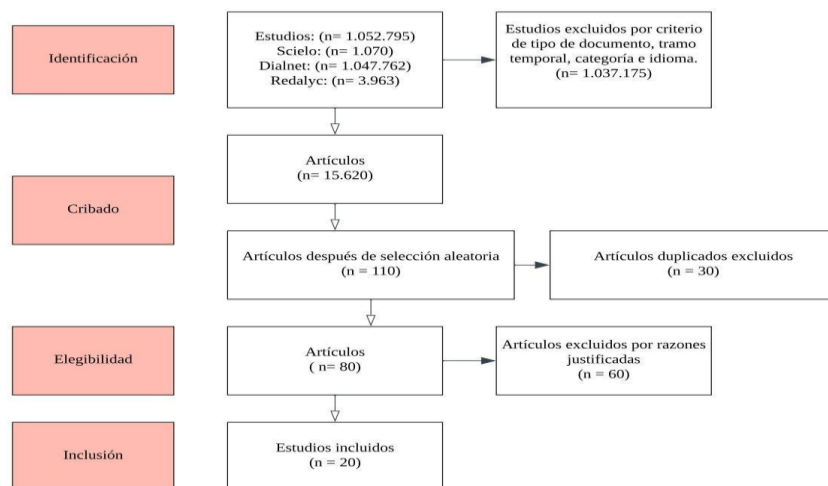 Identificación
Estudios: (n= 1.052.795)
Scielo: (n= 1.070)
Dialnet: (n= 1.047.762)
Redalyc: (n= 3.963)
Estudios excluidos por criterio
de tipo de documento, tramo
temporal, categoría e idioma.
(n= 1.037.175)
Cribado
Artículos
(n= 15.620)
Artículos después de selección aleatoria
(n = 110)
Artículos duplicados excluidos
(n = 30)
Elegibilidad
Artículos
( n= 80)
Artículos excluidos por razones
justificadas
(n = 60)
Inclusión
Estudios incluidos
(n = 20)